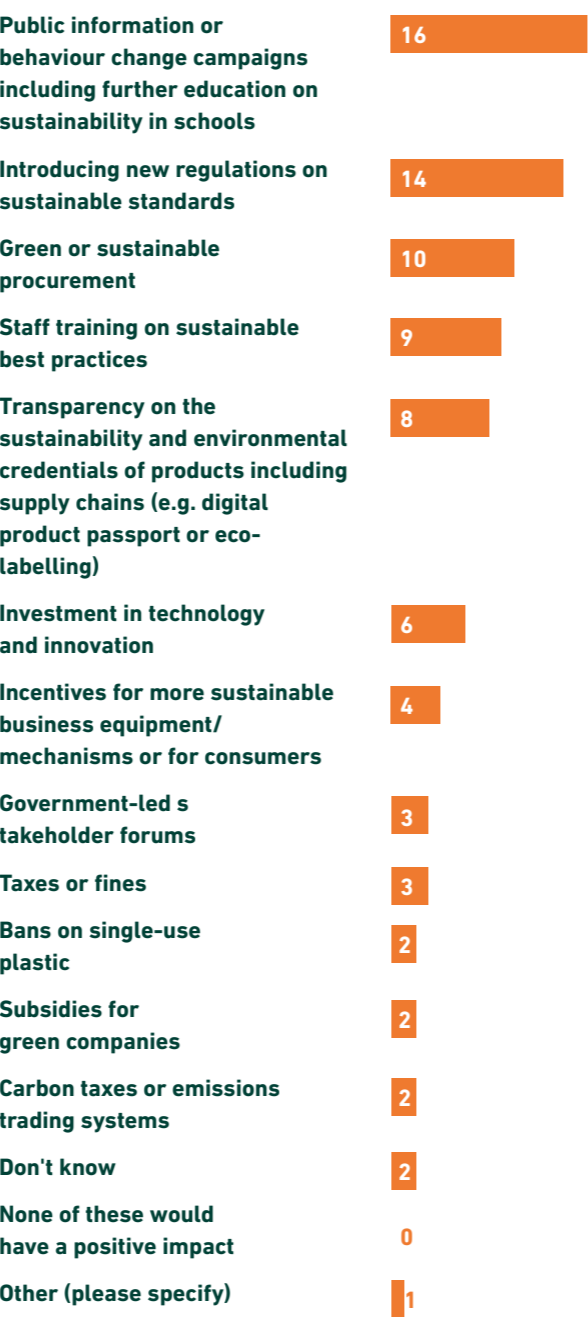 Public information or
behaviour change campaigns
including further education on
sustainability in schools
16
Introducing new regulations on
sustainable standards
14
Green or sustainable
procurement
10
Staff training on sustainable
best practices
9
Transparency on the
sustainability and environmental
credentials of products including
supply chains (e.g. digital
product passport or eco-
labelling)
8
Investment in technology
and innovation
6
Incentives for more sustainable
business equipment/
mechanisms or for consumers
4
Government-led s
takeholder forums
3
Taxes or fines
3
Bans on single-use
plastic
2
Subsidies for
green companies
2
Carbon taxes or emissions
trading systems
2
Don't know
2
None of these would
have a positive impact
0
Other (please specify)
1